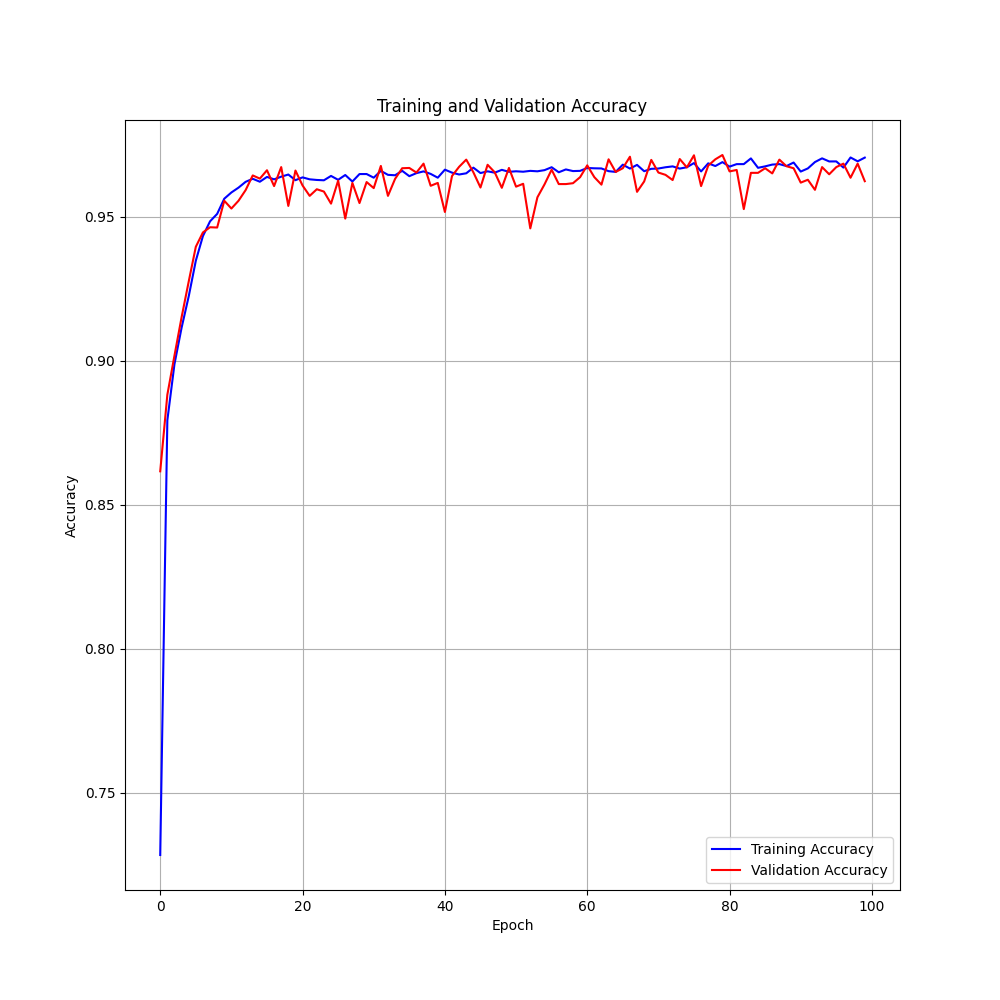 Training and Validation Accuracy
0.95
0.90
0.85
0.80
0.75
Accuracy
0 20 40 60 80 100
Epoch
Training Accuracy
Validation Accuracy